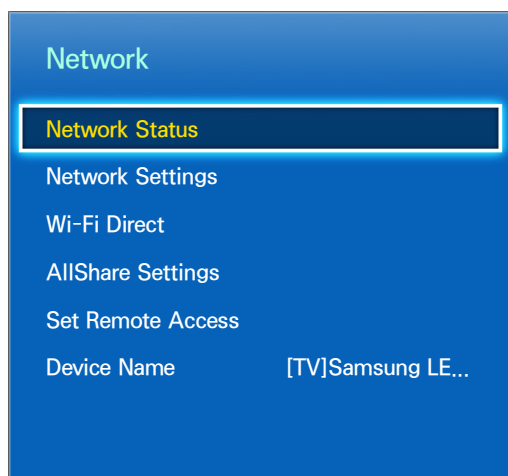 Network
Network Status
Network Settings
Wi-Fi Direct
AllShare Settings
Set Remote Access
Device Name [TV]Samsung LE...